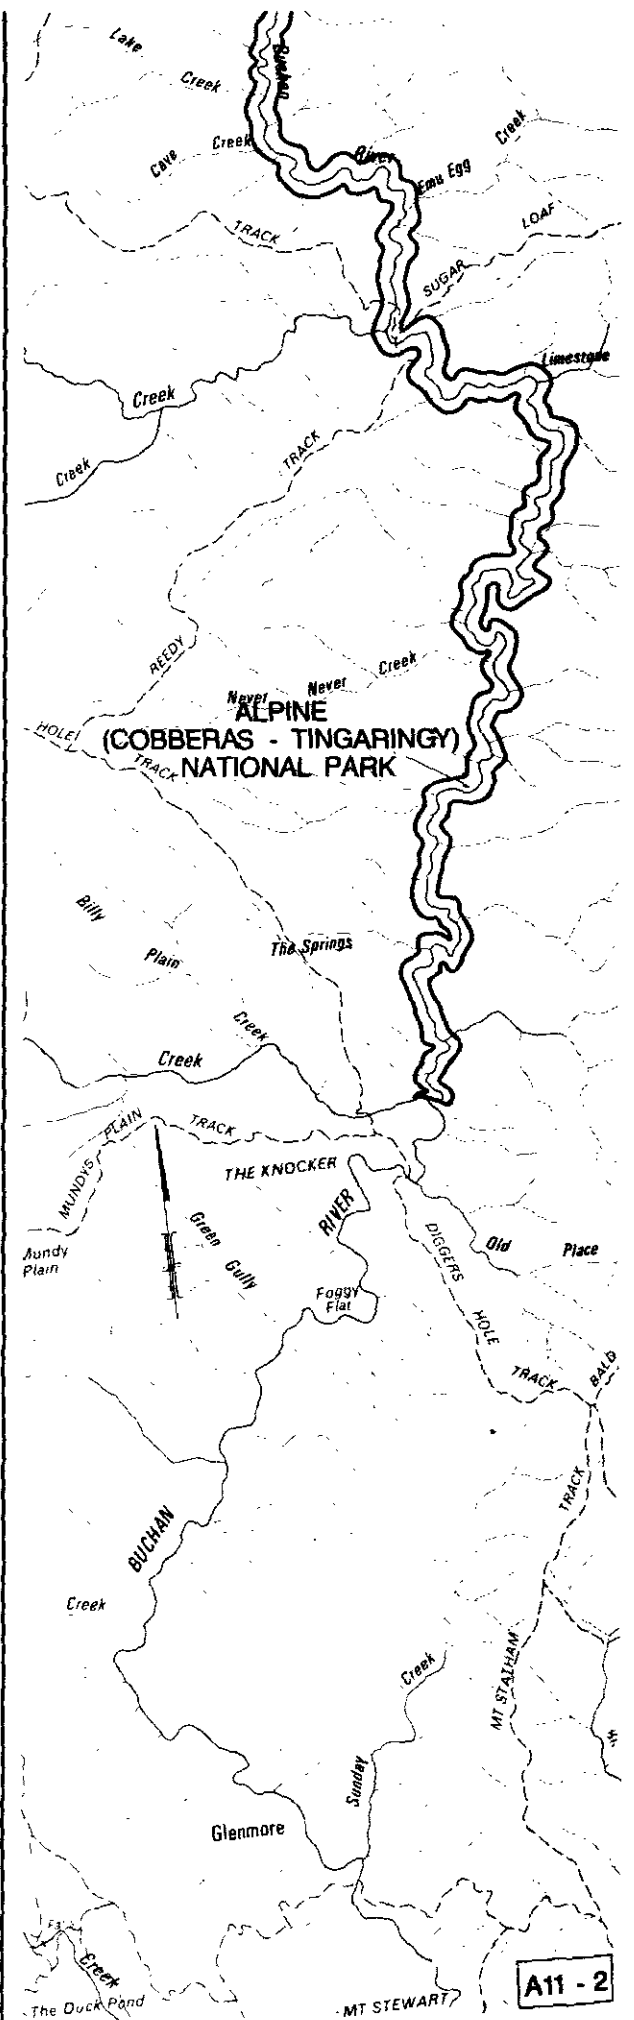 Lake
Creek
Buchan
River
Cave Creek
Emu Egg Creek
TRACK
SUGAR LOAF
Limestone
Creek
Creek
TRACK
REEDY
Never Never Creek
ALPINE
(COBBERAS - TINGARINGY)
NATIONAL PARK
HOLE
TRACK
Billy
Plain
The Springs
Creek
Creek
MUNDYS PLAIN TRACK
THE KNOCKER
RIVER
Green
Gully
Old Place
Plain
DIGGERS
HOLE
TRACK
BALD
Foggy
Flat
TRACK
BUCHAN
Creek
MT STATHAM
Creek
Sunday
Glenmore
Creek
The Duck Pond
MT STEWART
A11 - 2